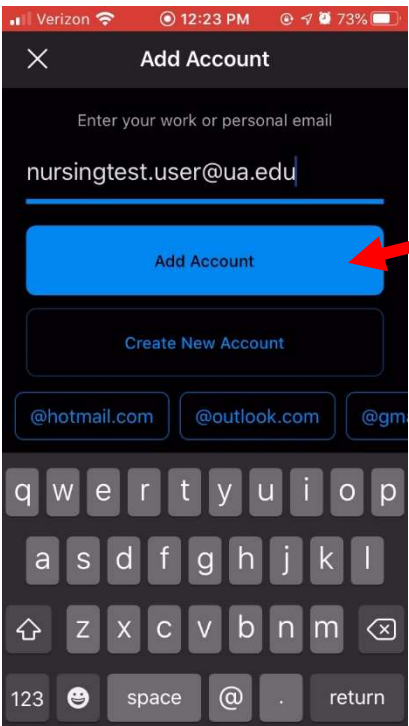 Verizon 12:23 PM 73%
Add Account
Enter your work or personal email
nursingtest.user@ua.edu
Add Account
Create New Account
@hotmail.com @outlook.com @gma
q w e r t y u i o p
a s d f g h j k l
z x c v b n m
123 space @ . return